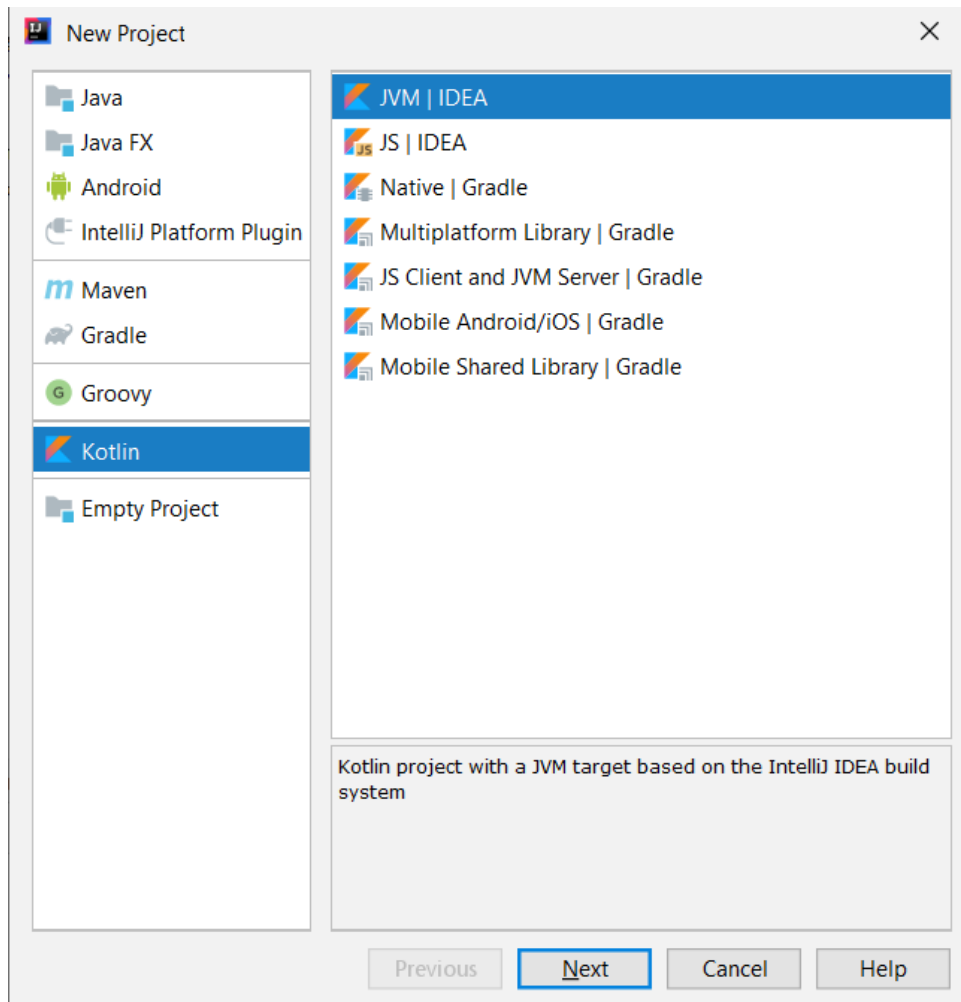 New Project
Java
Java FX
Android
IntelliJ Platform Plugin
Maven
Gradle
Groovy
Kotlin
Empty Project
JVM | IDEA
JS | IDEA
Native | Gradle
Multiplatform Library | Gradle
JS Client and JVM Server | Gradle
Mobile Android/iOS | Gradle
Mobile Shared Library | Gradle
Kotlin project with a JVM target based on the IntelliJ IDEA build
system
Previous
Next
Cancel
Help